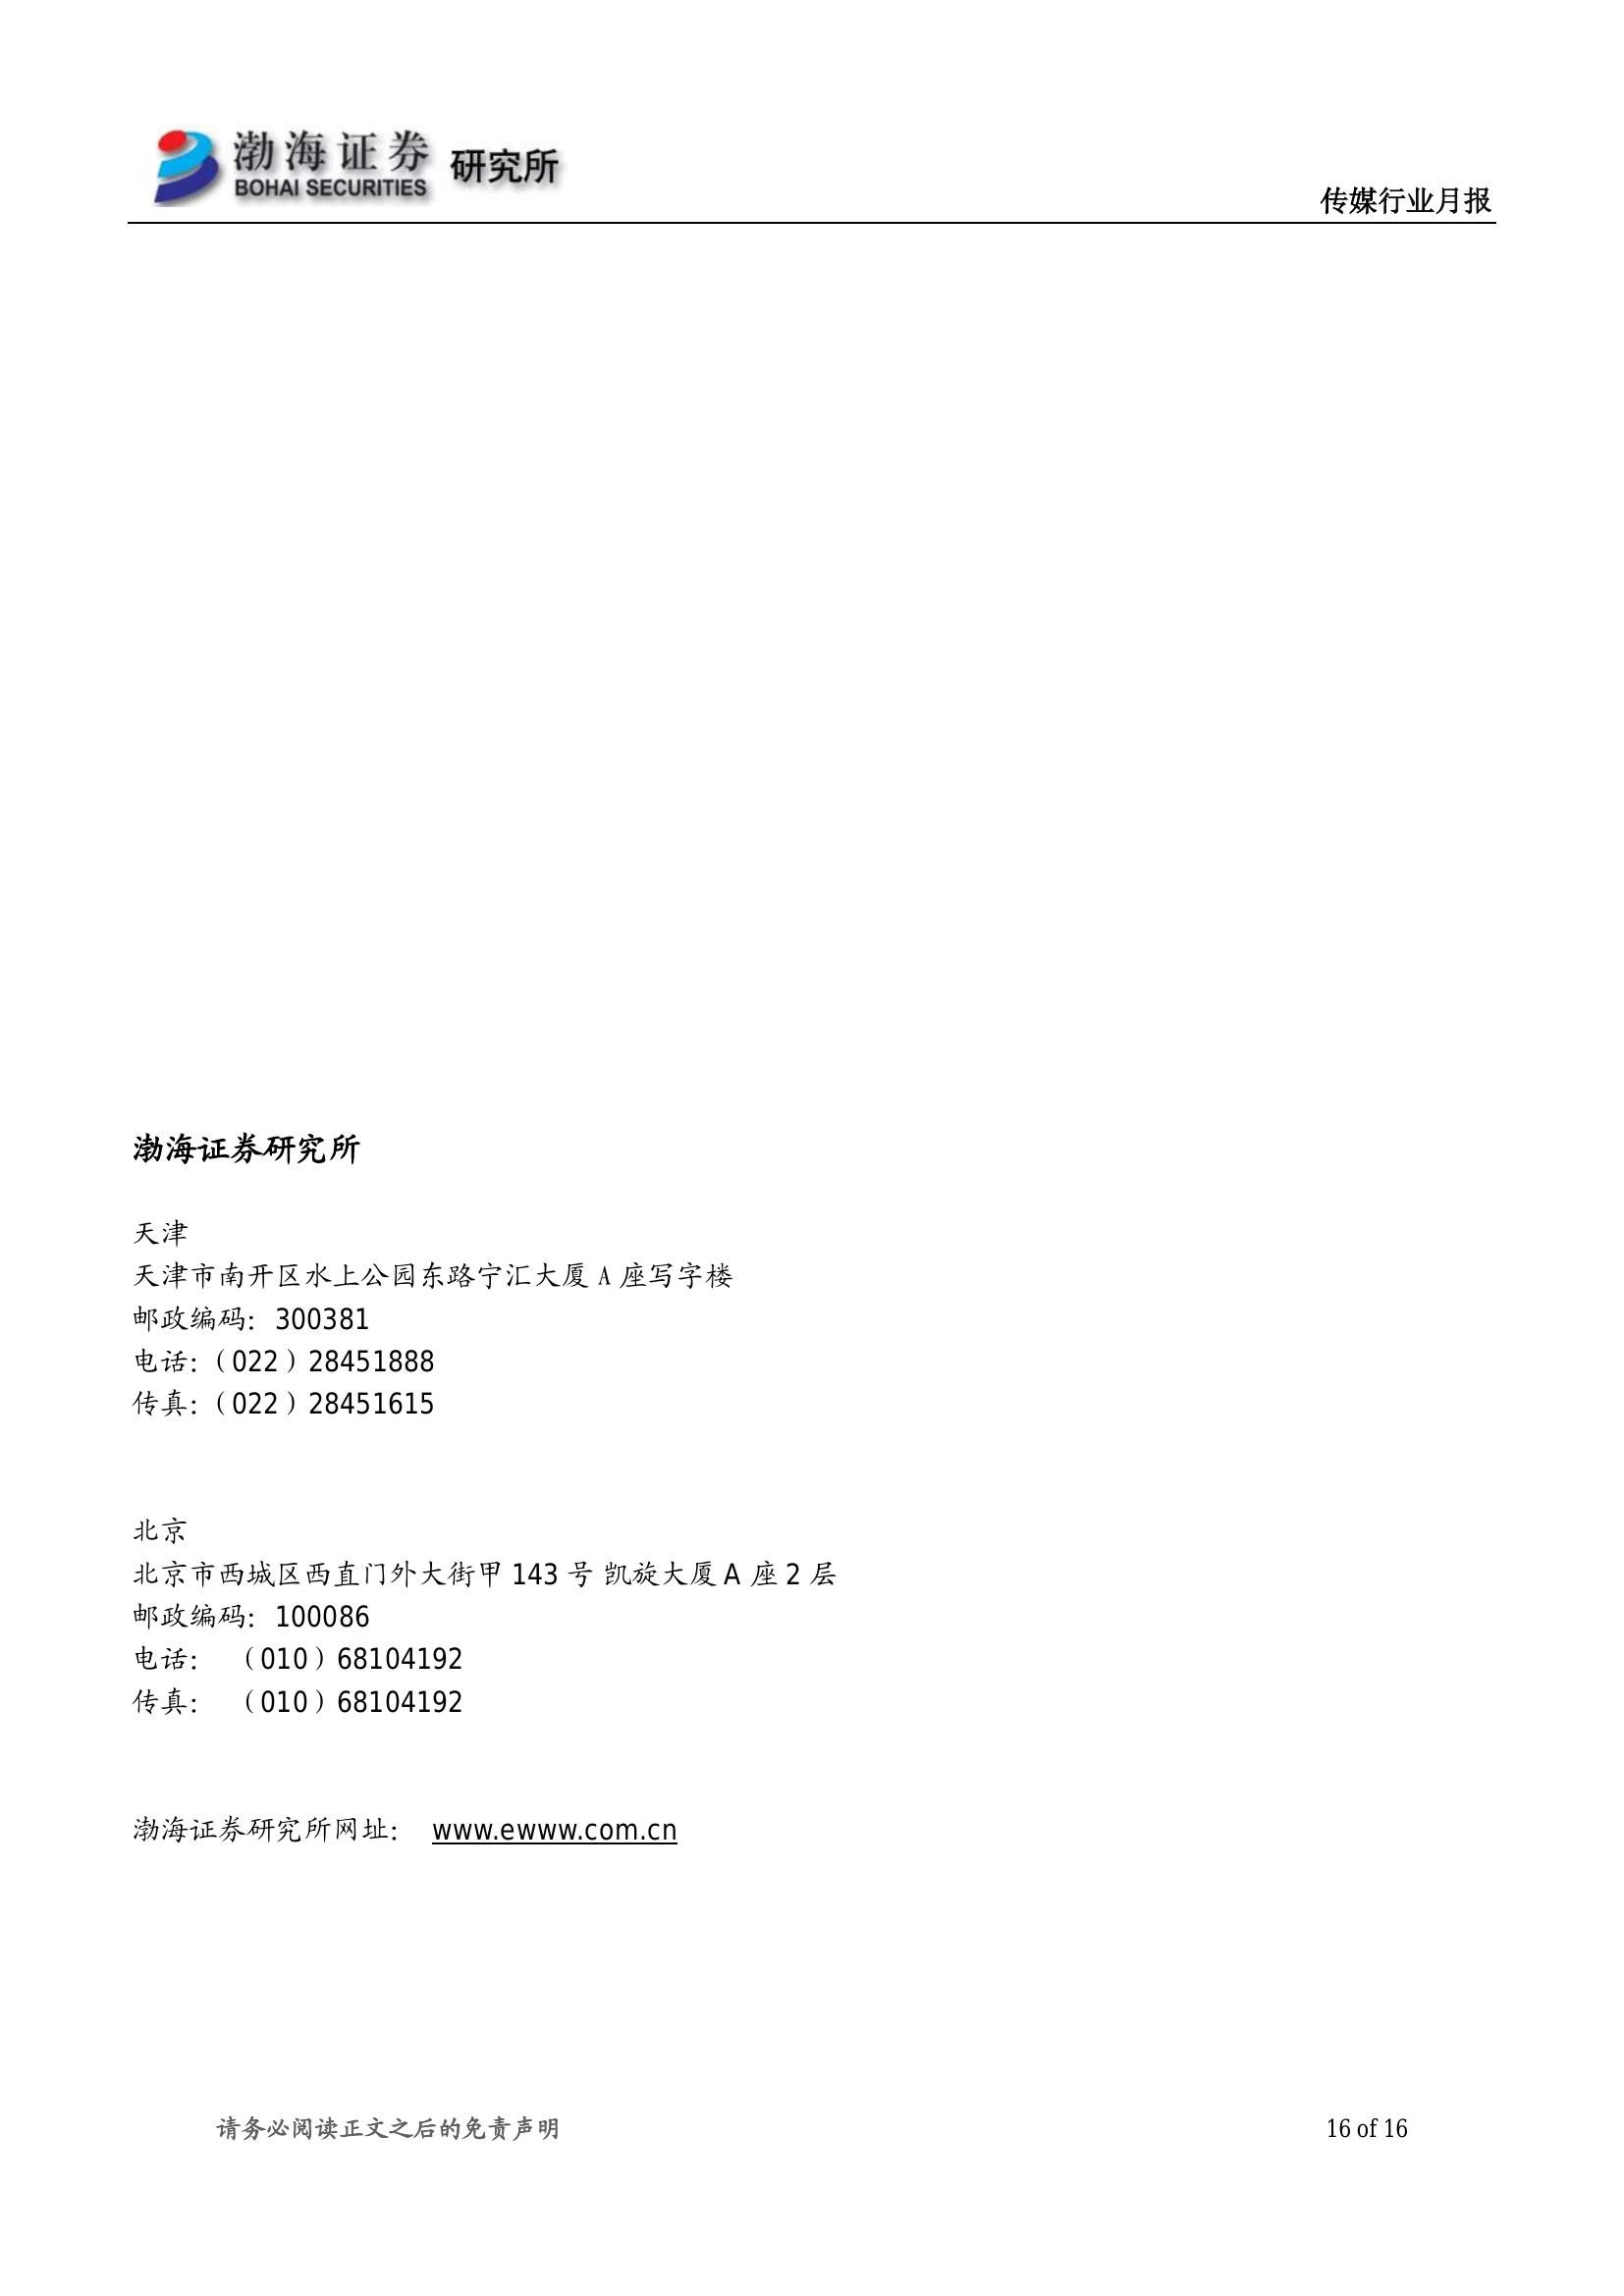 渤海证券
BOHAI SECURITIES
研究所
传媒行业月报
渤海证券研究所
天津
天津市南开区水上公园东路宁汇大厦 A 座写字楼
邮政编码：300381
电话：（022）28451888
传真：（022）28451615
北京
北京市西城区西直门外大街甲 143 号 凯旋大厦 A 座 2 层
邮政编码：100086
电话： （010）68104192
传真： （010）68104192
渤海证券研究所网址： www.ewww.com.cn
请务必阅读正文之后的免责声明
16 of 16